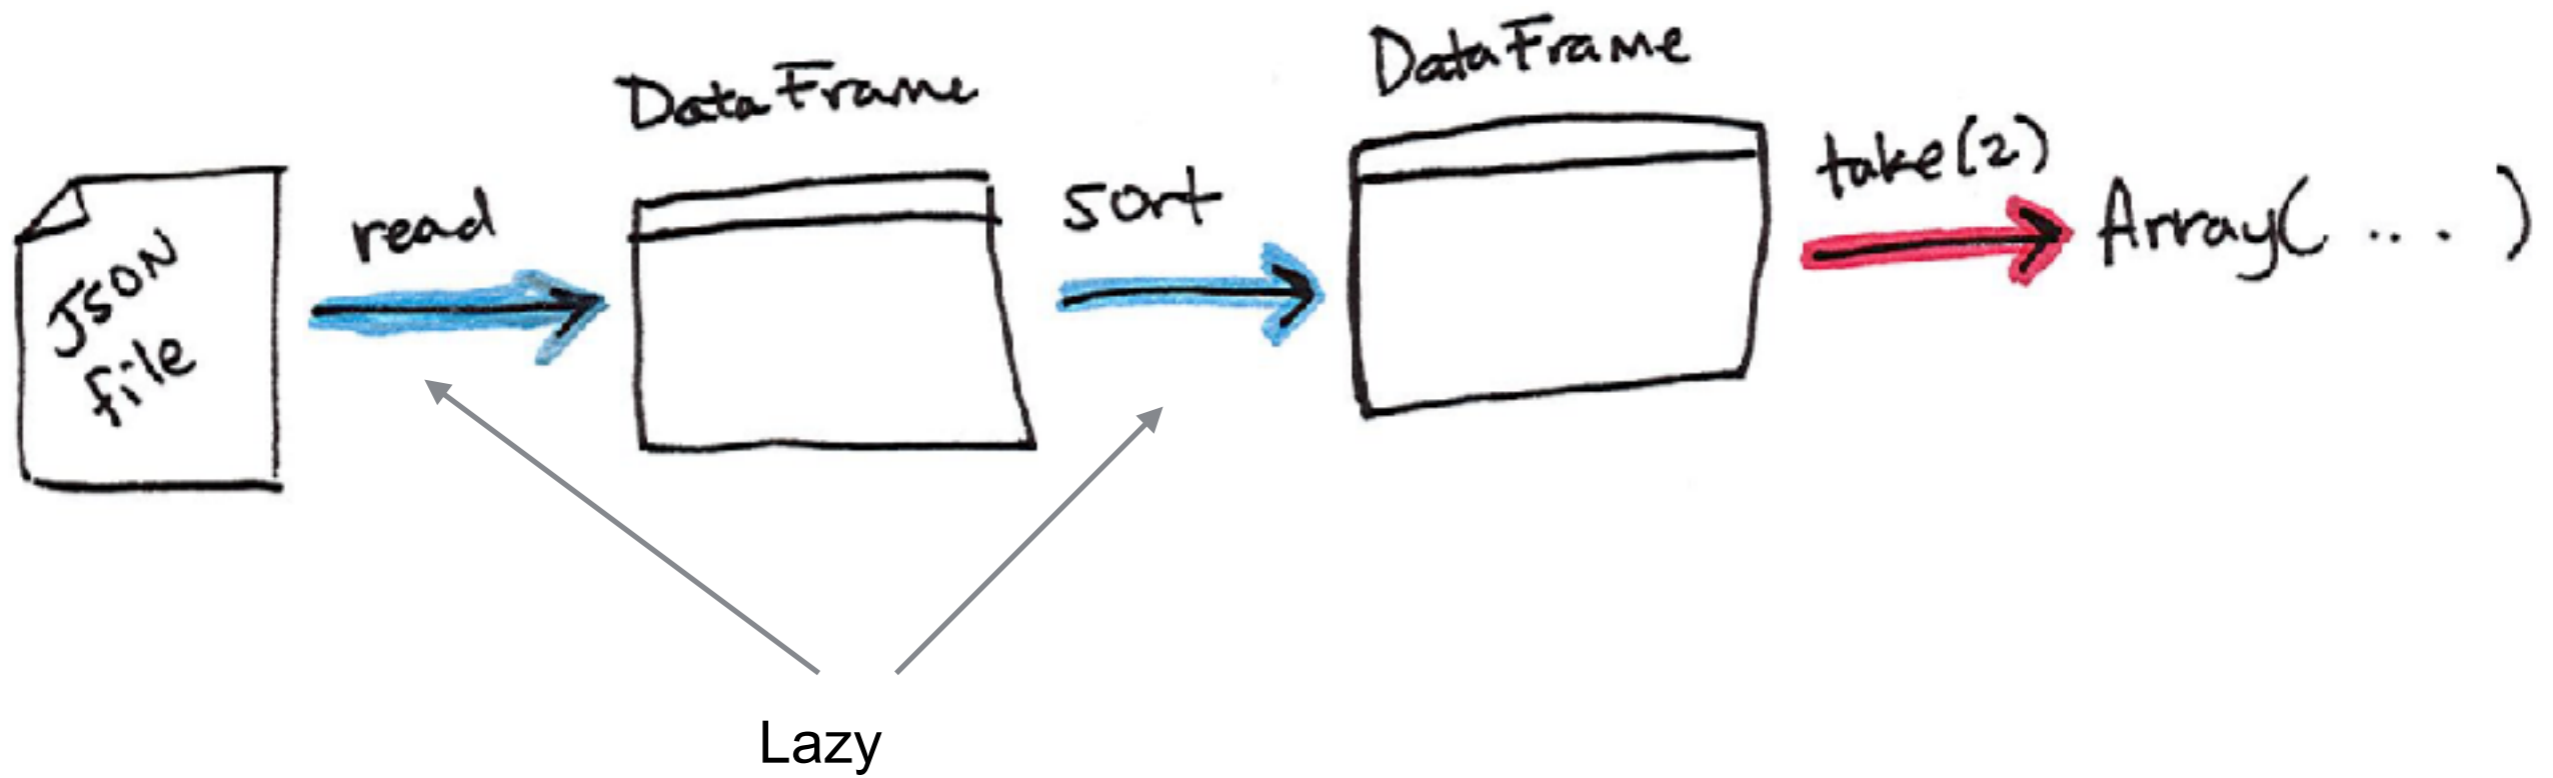 JSON
file
read
DataFrame
sort
DataFrame
take(2)
Array( ... )
Lazy